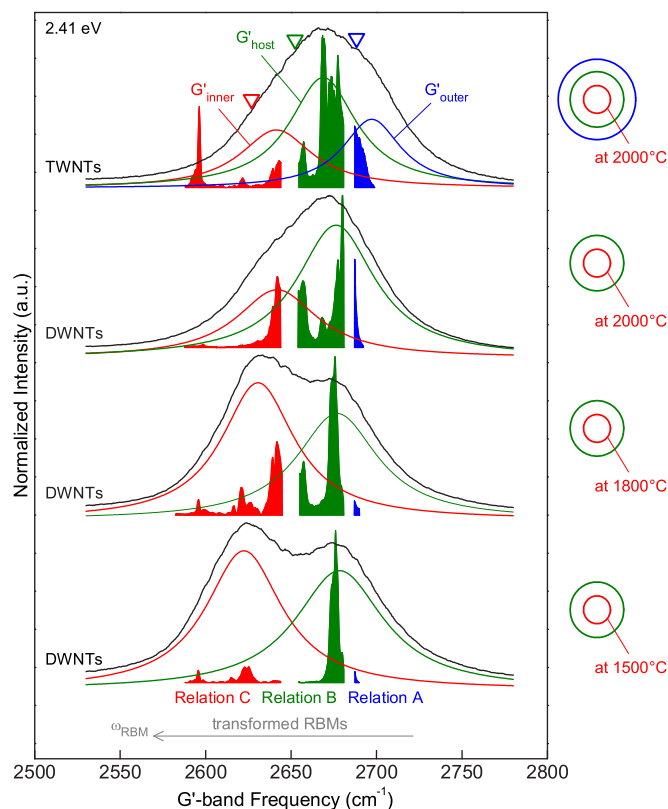 2.41 eV
G'host
G'inner
G'outer
TWNTs
at 2000°C
DWNTs
at 2000°C
DWNTs
at 1800°C
DWNTs
at 1500°C
Relation C Relation B Relation A
ωRBM transformed RBMs
Normalized Intensity (a.u.)
2500 2550 2600 2650 2700 2750 2800
G'-band Frequency (cm⁻¹)